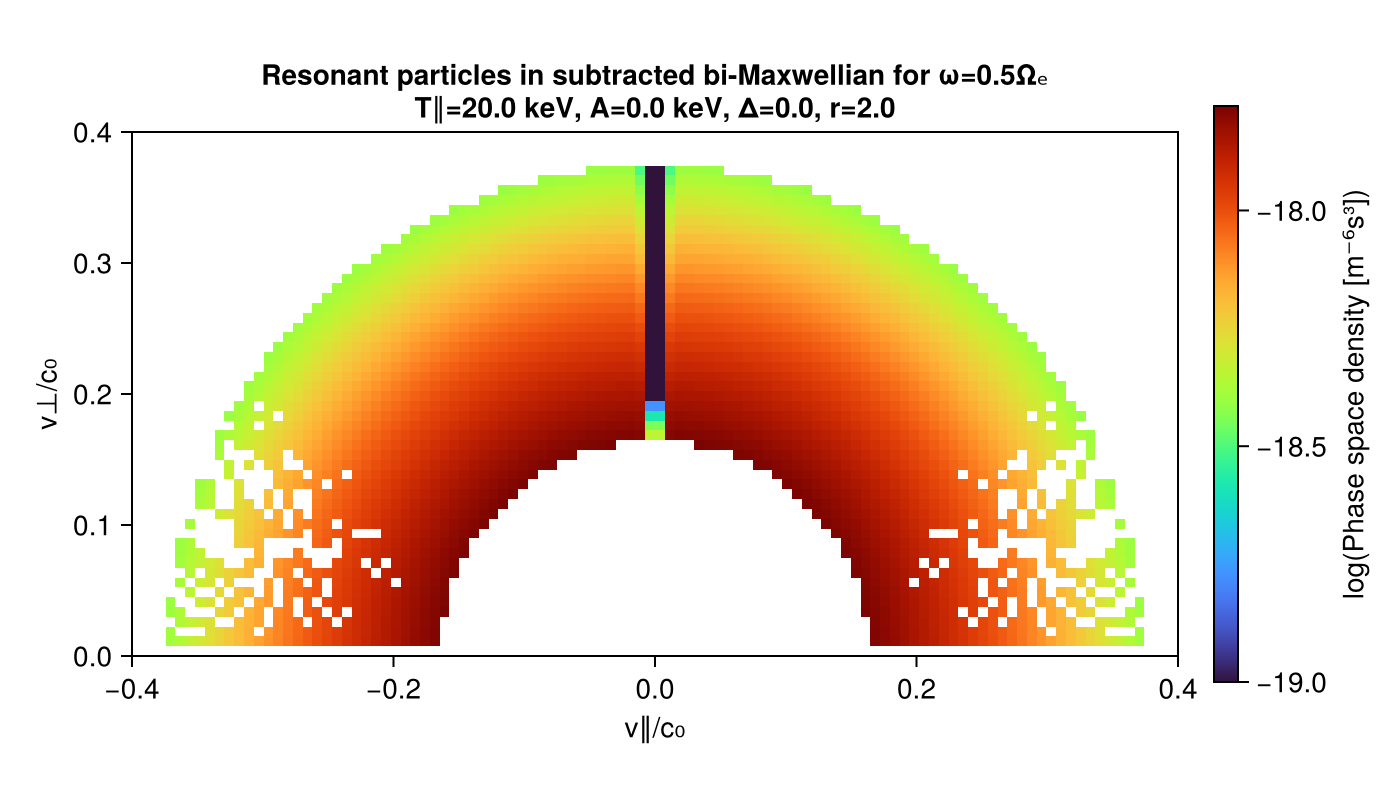 Resonant particles in subtracted bi-Maxwellian for ω=0.5Ωₑ
T∥=20.0 keV, A=0.0 keV, Δ=0.0, r=2.0
0.4
0.3
0.2
0.1
0.0
v⊥/c₀
−0.4
−0.2
0.0
0.2
0.4
v∥/c₀
−18.0
−18.5
−19.0
log(Phase space density [m⁻⁶s³])